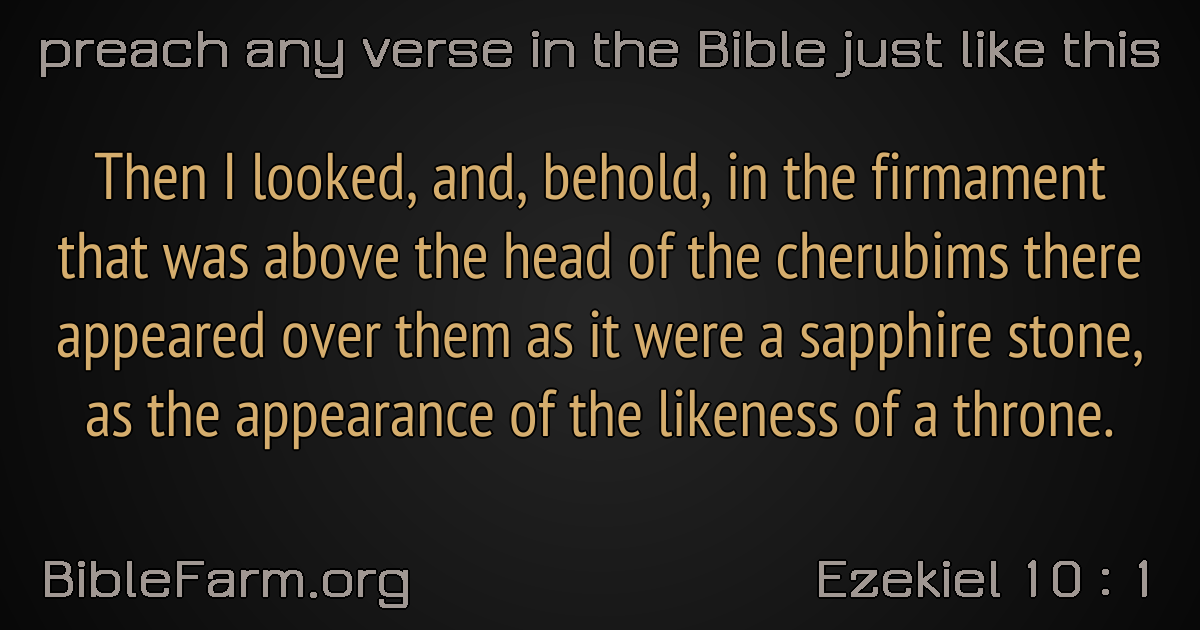 preach any verse in the Bible just like this
Then I looked, and, behold, in the firmament
that was above the head of the cherubims there
appeared over them as it were a sapphire stone,
as the appearance of the likeness of a throne.
BibleFarm.org
Ezekiel 10 : 1